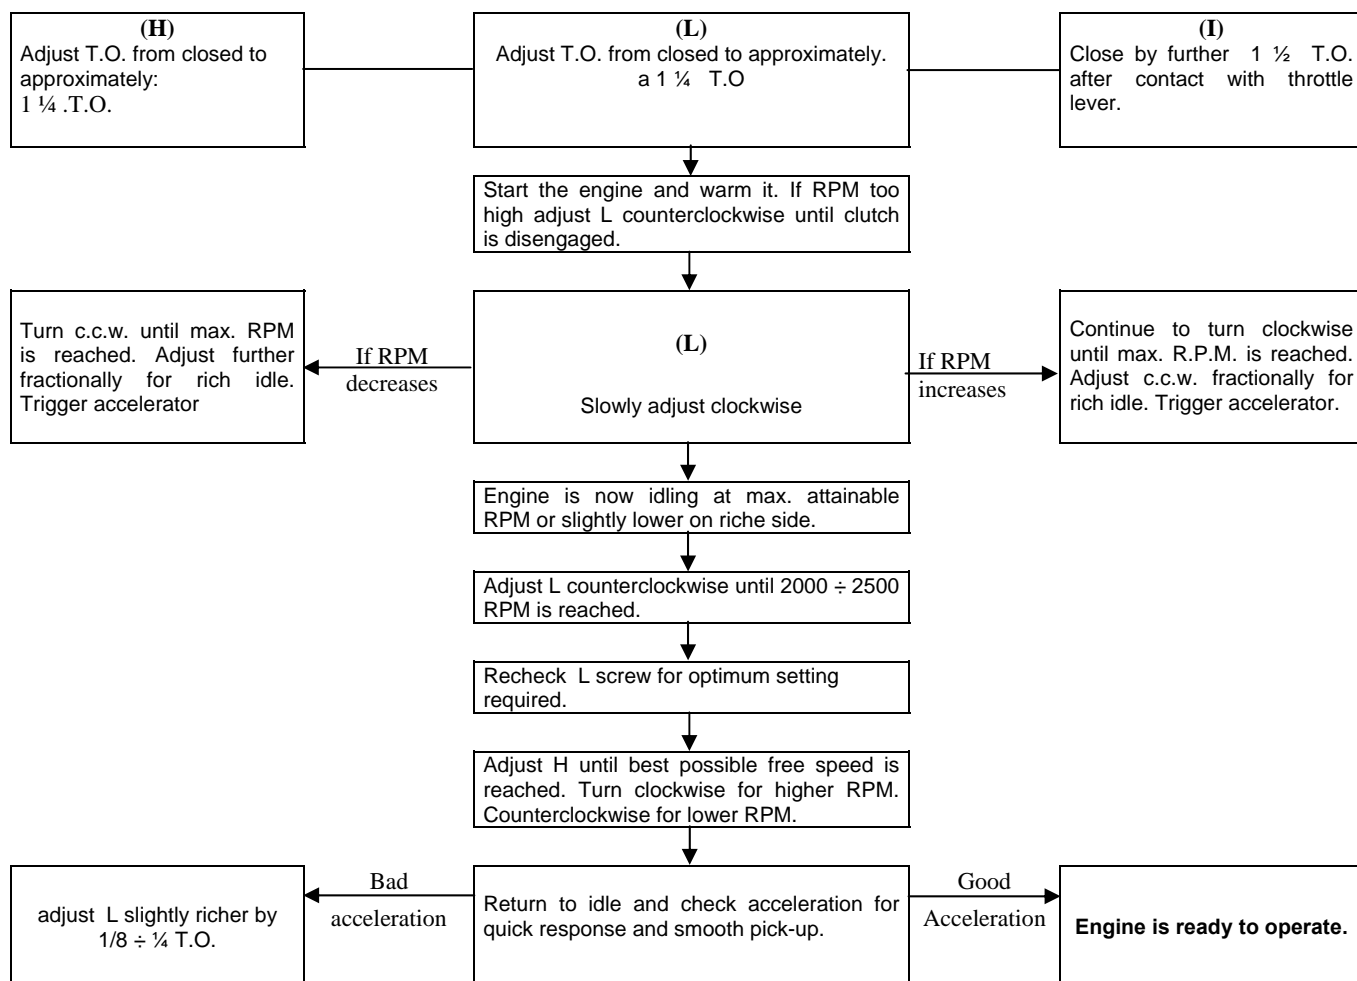 (H)
Adjust T.O. from closed to
approximately:
1 ¼ .T.O.
(L)
Adjust T.O. from closed to approximately.
a 1 ¼ T.O
(I)
Close by further 1 ½ T.O.
after contact with throttle
lever.
Start the engine and warm it. If RPM too
high adjust L counterclockwise until clutch
is disengaged.
Turn c.c.w. until max. RPM
is reached. Adjust further
fractionally for rich idle.
Trigger accelerator
If RPM
decreases
(L)
Slowly adjust clockwise
If RPM
increases
Continue to turn clockwise
until max. R.P.M. is reached.
Adjust c.c.w. fractionally for
rich idle. Trigger accelerator.
Engine is now idling at max. attainable
RPM or slightly lower on riche side.
Adjust L counterclockwise until 2000 ÷ 2500
RPM is reached.
Recheck L screw for optimum setting
required.
Adjust H until best possible free speed is
reached. Turn clockwise for higher RPM.
Counterclockwise for lower RPM.
adjust L slightly richer by
1/8 ÷ ¼ T.O.
Bad
acceleration
Return to idle and check acceleration for
quick response and smooth pick-up.
Good
Acceleration
Engine is ready to operate.